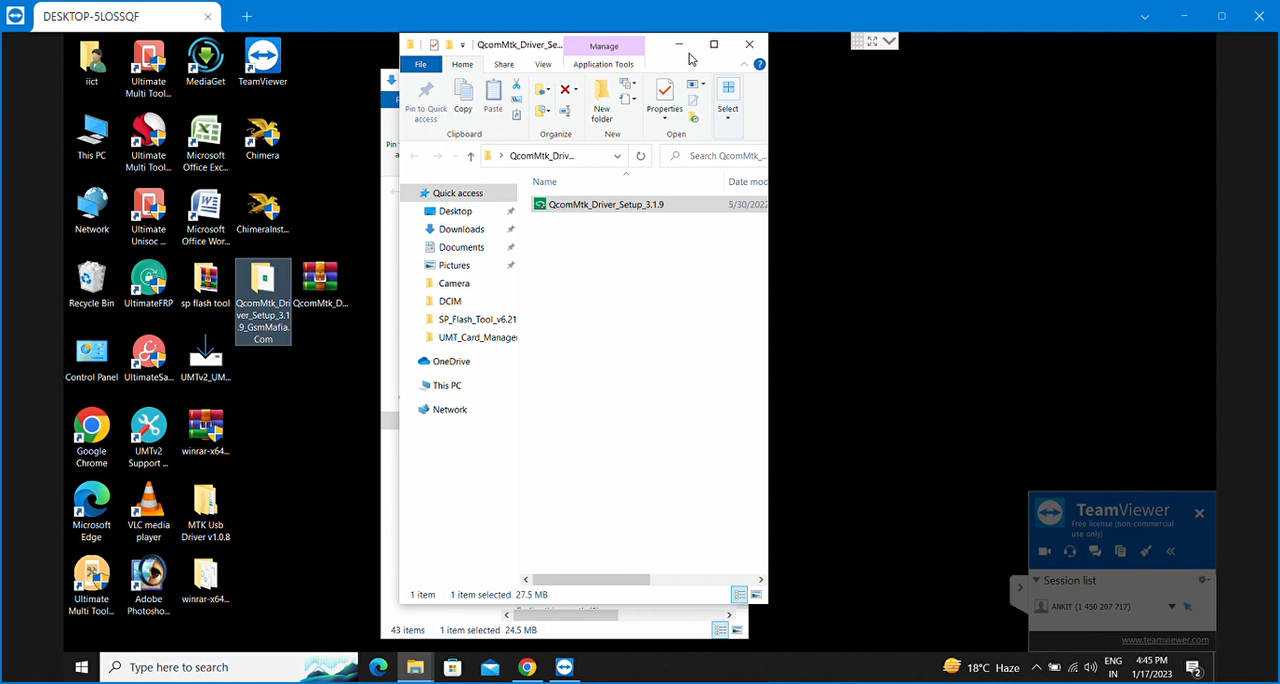 DESKTOP-5LOSSQF
QcomMtk_Driver_Se...
Manage
File
Home
Share
View
Application Tools
Pin to Quick
access
Copy
Paste
New
folder
Properties
Select
Clipboard
Organize
New
Open
QcomMtk_Driv...
Search QcomMtk_...
Name
Date mod
Quick access
Desktop
Downloads
Documents
Pictures
Camera
DCIM
SP_Flash_Tool_v6.21
UMT_Card_Manager
OneDrive
This PC
Network
QcomMtk_Driver_Setup_3.1.9
5/30/2022
1 item
1 item selected 27.5 MB
43 items
1 item selected 24.5 MB
iict
Ultimate
Multi Tool...
MediaGet
TeamViewer
This PC
Ultimate
Multi Tool...
Microsoft
Office Exc...
Chimera
Network
Ultimate
Unisoc ...
Microsoft
Office Wor...
ChimeraInst...
Recycle Bin
UltimateFRP
sp flash tool
QcomMtk_Dri
ver_Setup_3.1
.9_GsmMafia.
Com
QcomMtk_D...
Control Panel
UltimateSa...
UMTv2_UM...
Google
Chrome
UMTv2
Support ...
winrar-x64...
Microsoft
Edge
VLC media
player
MTK Usb
Driver v1.0.8
Ultimate
Multi Tool...
Adobe
Photosho...
winrar-x64...
TeamViewer
Free license (non-commercial
use only)
Session list
ANKIT (1 450 207 717)
www.teamviewer.com
Type here to search
18°C Haze
ENG
IN
4:45 PM
1/17/2023
2